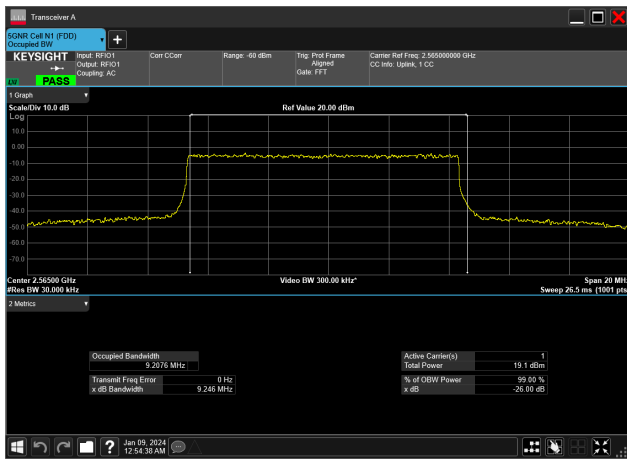 Transceiver A
5GNR Cell N1 (FDD)
Occupied BW
KEYSIGHT
PASS
Input: RFIO1
Output: RFIO1
Coupling: AC
Corr CCorr
Range: -60 dBm
Trig: Prot Frame
Aligned
Gate: FFT
Carrier Ref Freq: 2.565000000 GHz
CC Info: Uplink, 1 CC
1 Graph
Scale/Div 10.0 dB
Ref Value 20.00 dBm
Log
10.0
0.00
-10.0
-20.0
-30.0
-40.0
-50.0
-60.0
-70.0
Center 2.56500 GHz
Video BW 300.00 kHz*
Span 20 MHz
#Res BW 30.000 kHz
Sweep 26.5 ms (1001 pts
2 Metrics
Occupied Bandwidth
9.2076 MHz
Transmit Freq Error 0 Hz
x dB Bandwidth 9.246 MHz
Active Carrier(s) 1
Total Power 19.1 dBm
% of OBW Power 99.00 %
x dB -26.00 dB
?
Jan 09, 2024
12:54:38 AM